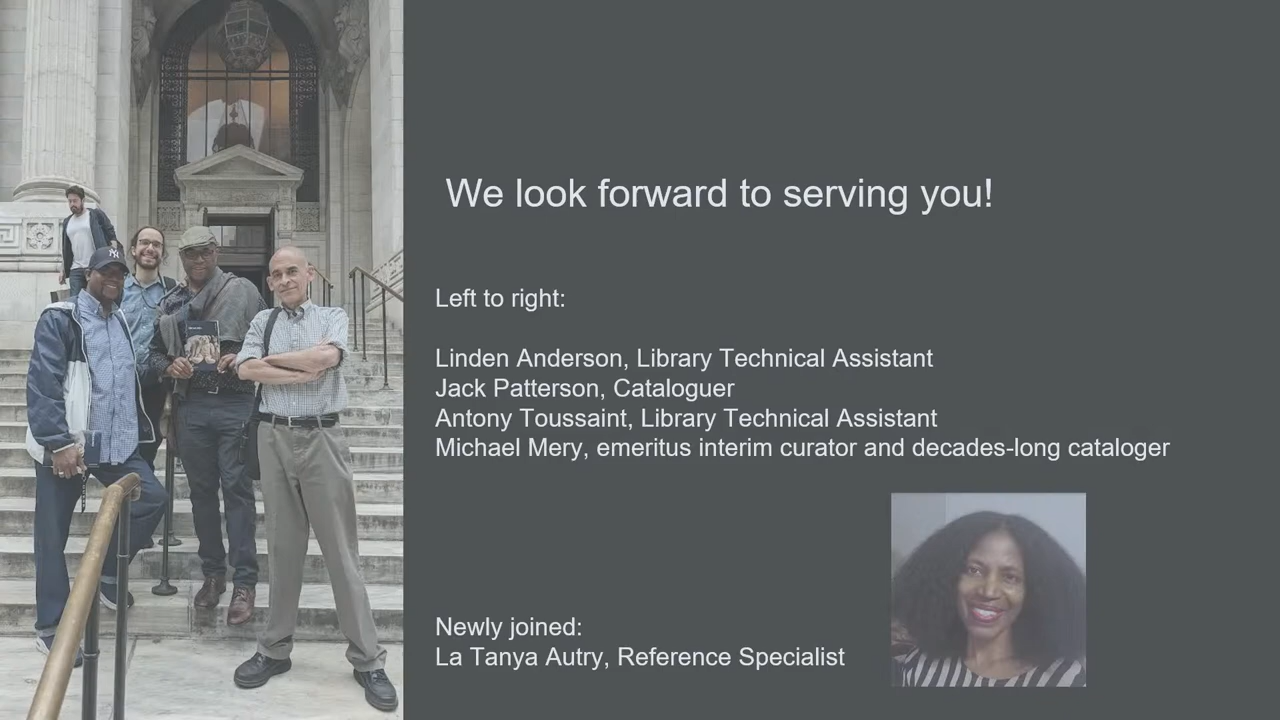 We look forward to serving you!
Left to right:
Linden Anderson, Library Technical Assistant
Jack Patterson, Cataloguer
Antony Toussaint, Library Technical Assistant
Michael Mery, emeritus interim curator and decades-long cataloger
Newly joined:
La Tanya Autry, Reference Specialist